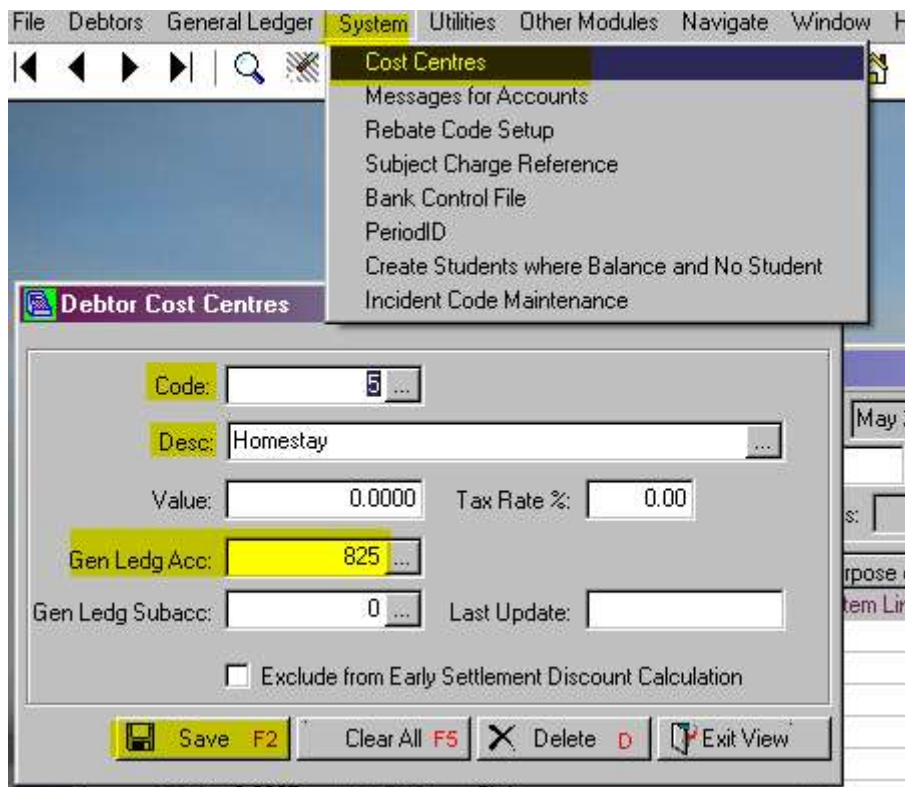 File Debtors General Ledger System Utilities Other Modules Navigate Window H
Cost Centres
Messages for Accounts
Rebate Code Setup
Subject Charge Reference
Bank Control File
PeriodID
Create Students where Balance and No Student
Incident Code Maintenance
Debtor Cost Centres
Code: 5 ...
Desc: Homestay ...
Value: 0.0000 Tax Rate %: 0.00
Gen Ledg Acc: 825 ...
Gen Ledg Subacc: 0 ... Last Update:
Exclude from Early Settlement Discount Calculation
Save F2 Clear All F5 Delete D Exit View
May
s:
rpose
tem Lin